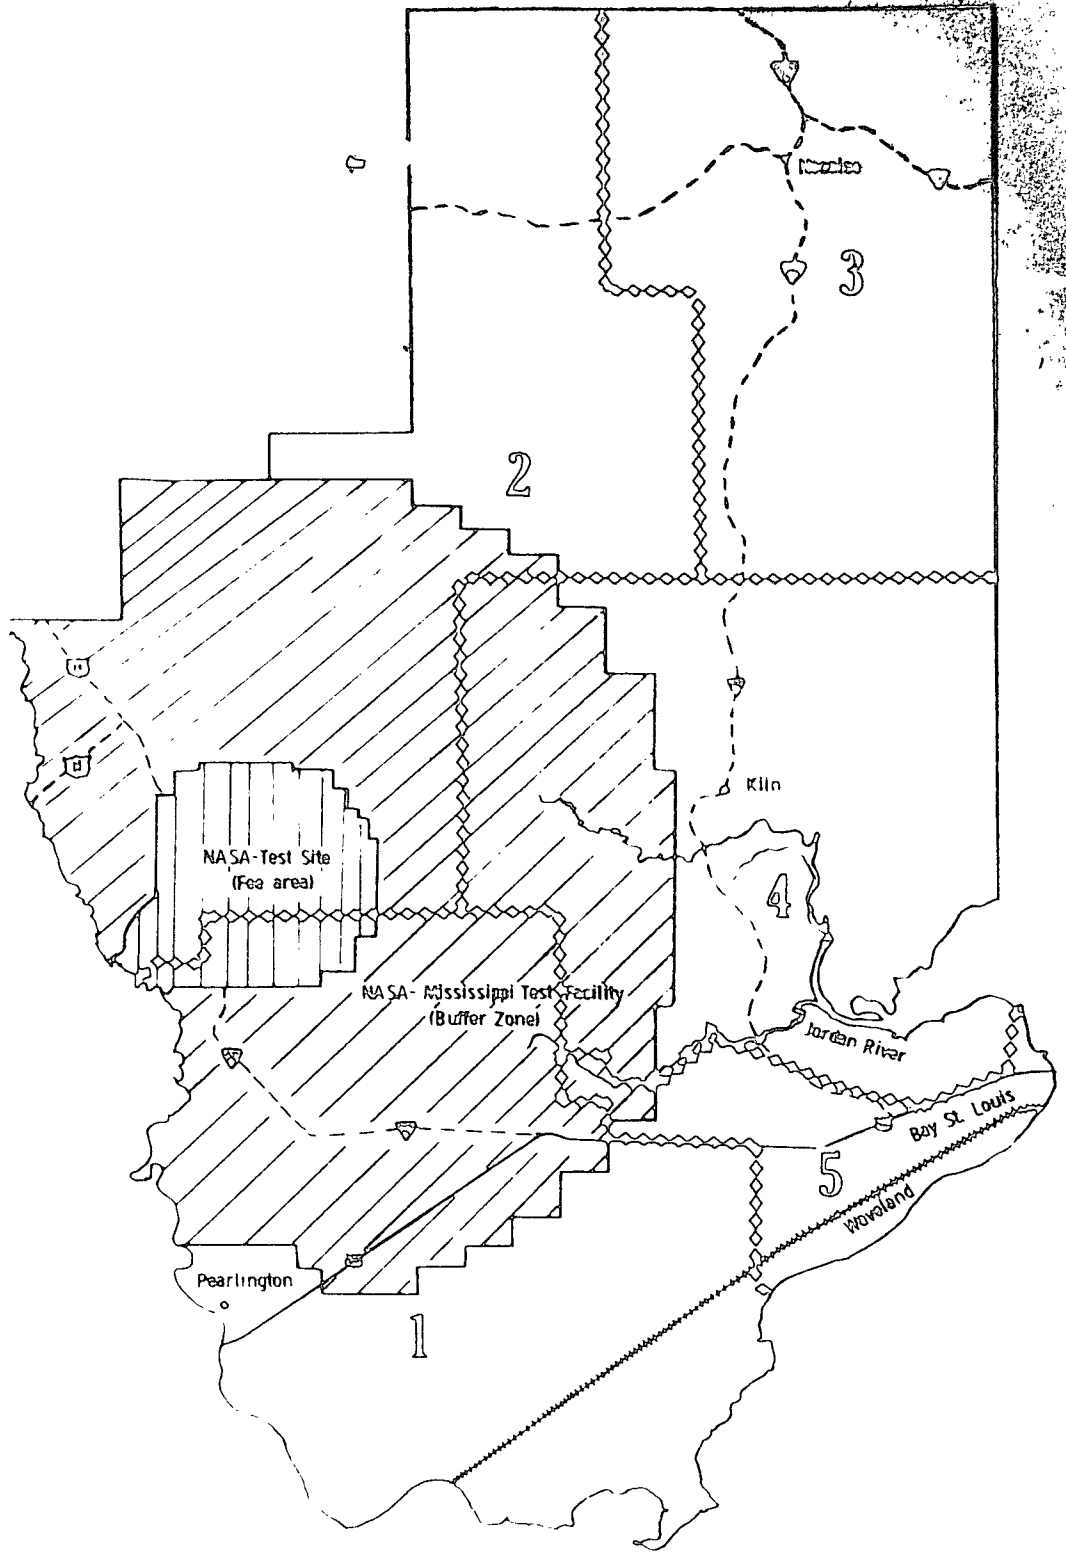 3
2
Kiln
NASA-Test Site
(Fee area)
4
NASA- Mississippi Test Facility
(Buffer Zone)
Jordan River
Bay St. Louis
5
Waveland
Pearlington
1